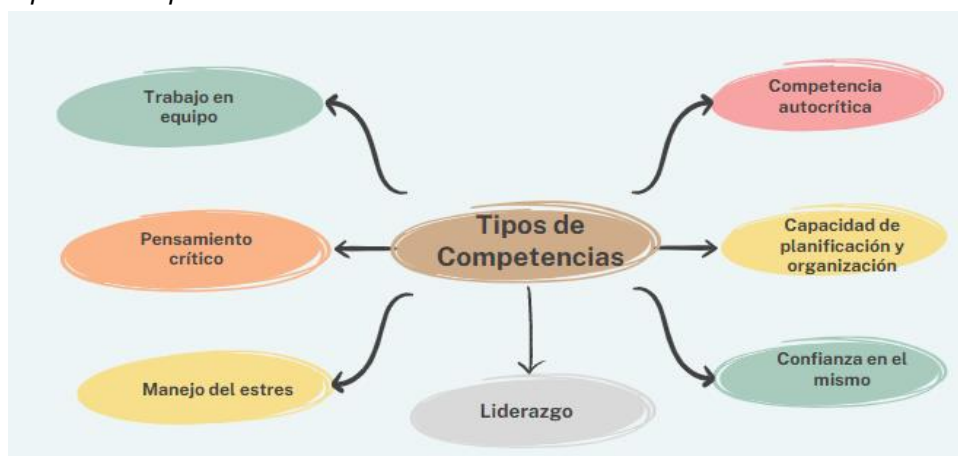 Trabajo en
equipo
Competencia
autocrítica
Tipos de
Competencias
Pensamiento
crítico
Capacidad de
planificación y
organización
Manejo del estres
Liderazgo
Confianza en el
mismo